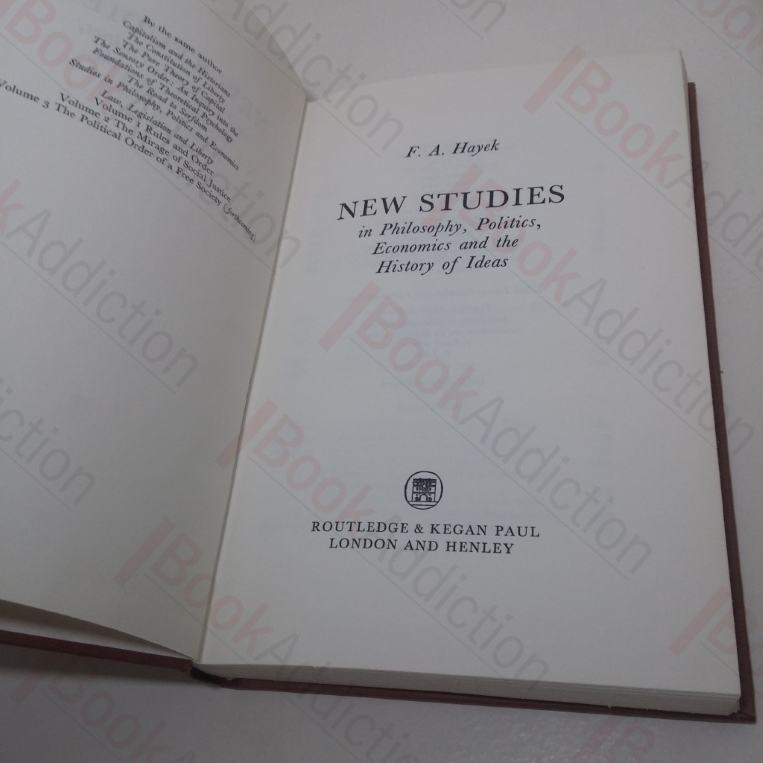 By the same author
Capitalism and the Historians
The Constitution of Liberty
The Pure Theory of Capital
The Sensory Order: An Inquiry into the
Foundations of Theoretical Psychology
The Road to Serfdom
Studies in Philosophy, Politics and Economics
Law, Legislation and Liberty
Volume 1 Rules and Order
Volume 2 The Mirage of Social Justice
Volume 3 The Political Order of a Free Society (forthcoming)
F. A. Hayek
NEW STUDIES
in Philosophy, Politics,
Economics and the
History of Ideas
ROUTLEDGE & KEGAN PAUL
LONDON AND HENLEY
BookAddiction